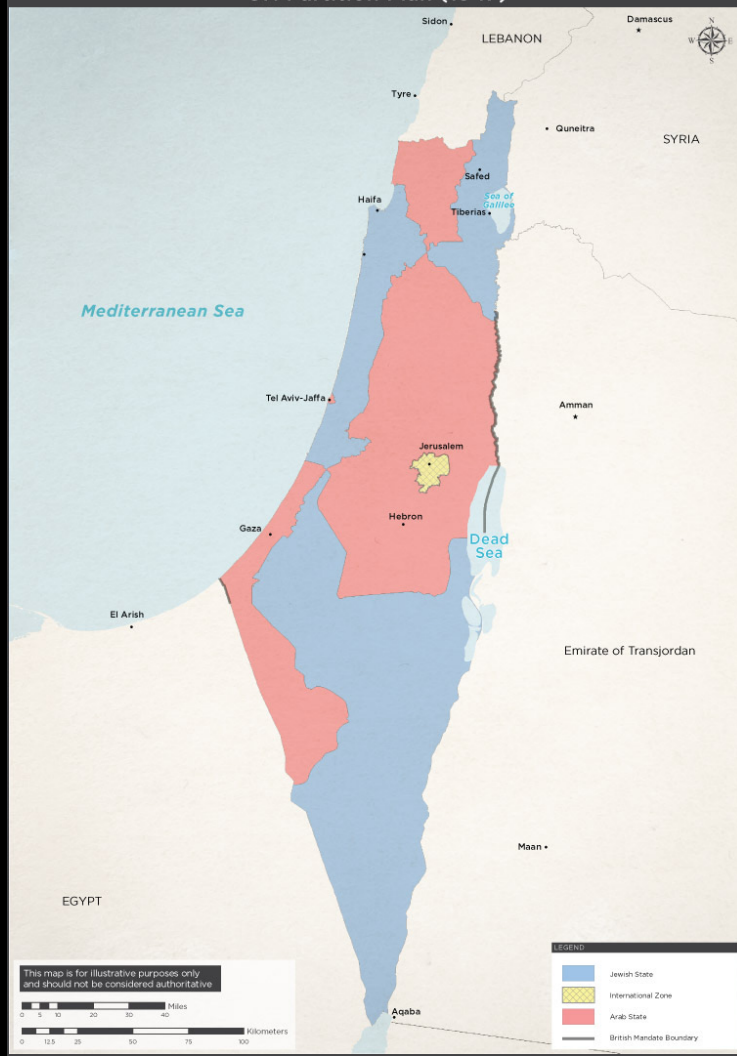 Sidon
Damascus
LEBANON
N
W
E
S
Tyre
Quneitra
SYRIA
Safed
Haifa
Sea of
Galilee
Tiberias
Mediterranean Sea
Tel Aviv-Jaffa
Amman
Jerusalem
Hebron
Gaza
Dead
Sea
El Arish
Emirate of Transjordan
Maan
EGYPT
This map is for illustrative purposes only
and should not be considered authoritative
Miles
0 5 10 20 30 40
Kilometers
0 12.5 25 50 75 100
Aqaba
LEGEND
Jewish State
International Zone
Arab State
British Mandate Boundary